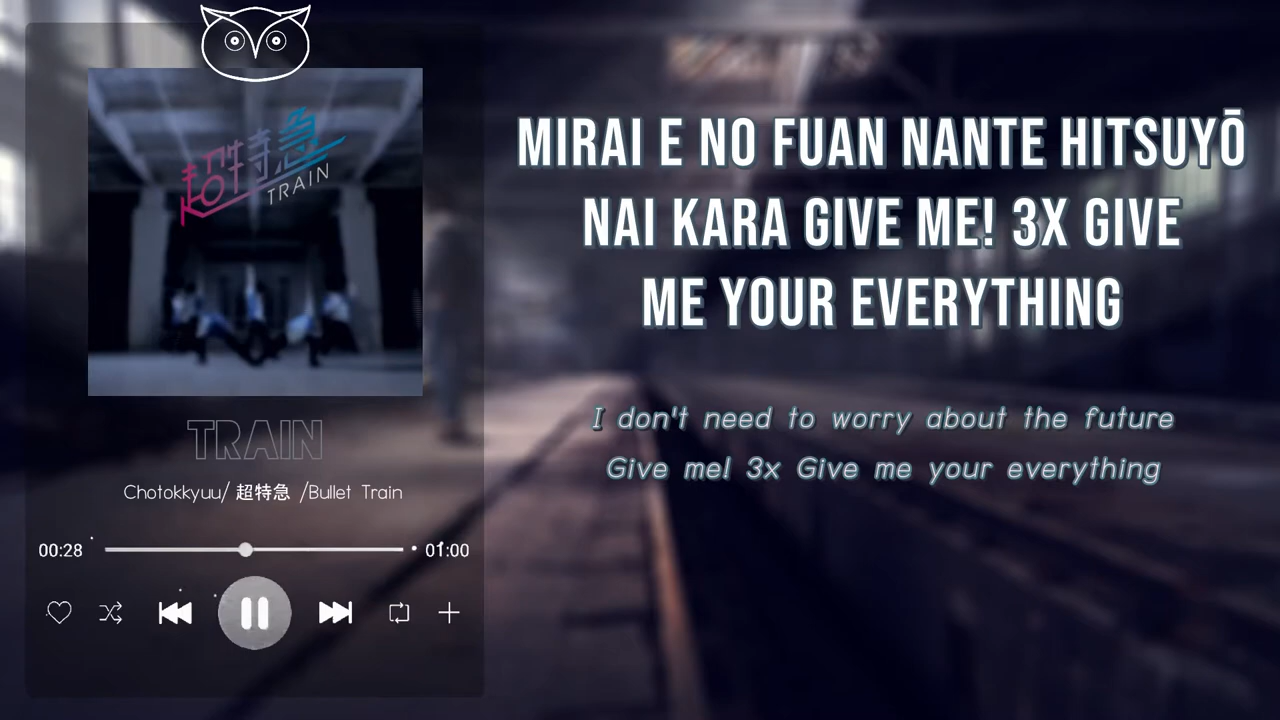 超特急
TRAIN
TRAIN
Chotokkyuu/ 超特急 /Bullet Train
00:28
01:00
MIRAI E NO FUAN NANTE HITSUYŌ
NAI KARA GIVE ME! 3X GIVE
ME YOUR EVERYTHING
I don't need to worry about the future
Give me! 3x Give me your everything